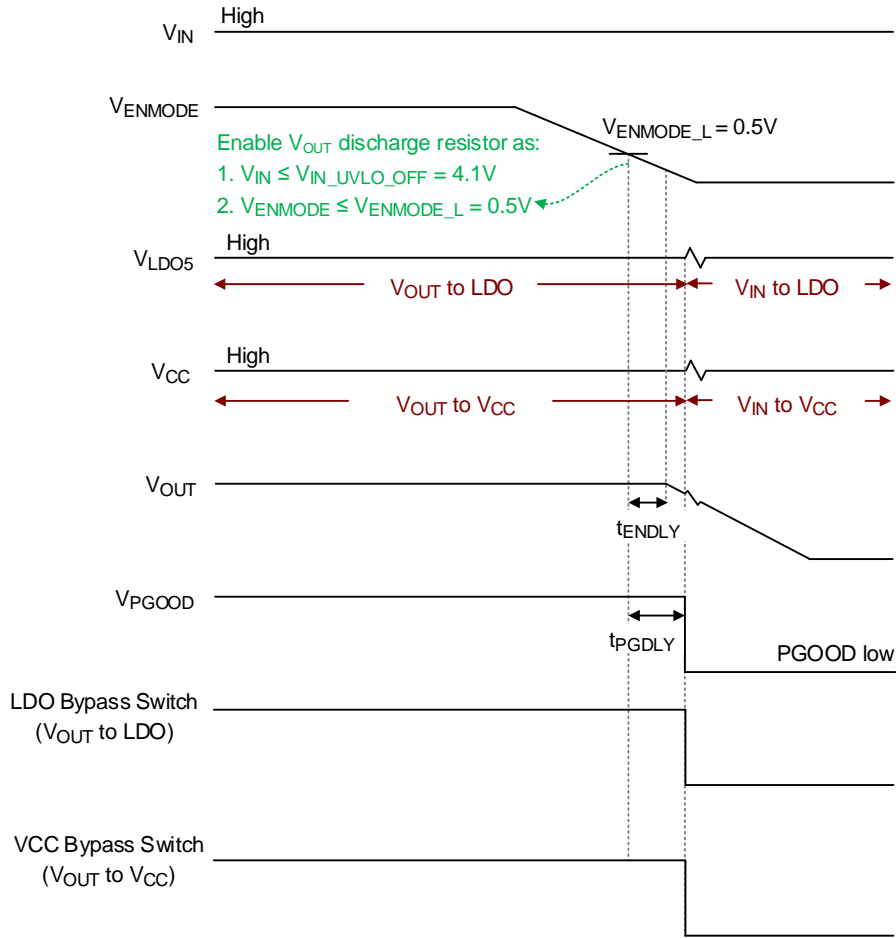 High
VIN
VENMODE
VENMODE_L = 0.5V
Enable VOUT discharge resistor as:
1. VIN ≤ VIN_UVLO_OFF = 4.1V
2. VENMODE ≤ VENMODE_L = 0.5V
High
VLDO5
VOUT to LDO
VIN to LDO
High
VCC
VOUT to VCC
VIN to VCC
VOUT
tENDLY
VPGOOD
tPGDLY
PGOOD low
LDO Bypass Switch
(VOUT to LDO)
VCC Bypass Switch
(VOUT to VCC)